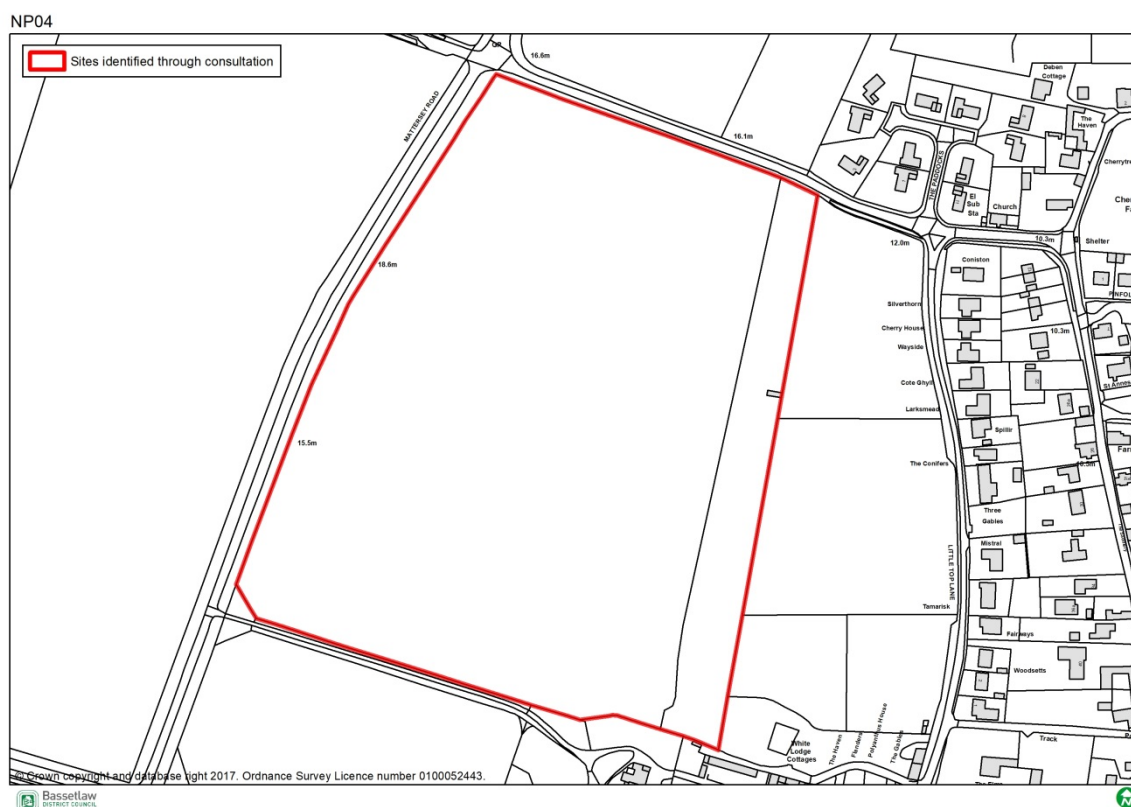 NP04
Sites identified through consultation
GP
16.6m
MATTERSEY ROAD
16.1m
Daben
Cottage
The
Haven
THE PADDOCKS
El
Sub
Sta
Church
Shelter
10.3m
12.0m
Coniston
18.6m
Silverthorn
Cherry House
Wayside
10.3m
Cote Ghyll
Larksmead
Spillir
15.5m
The Conifers
Three
Gables
Mistral
LITTLE TOP LANE
Tamarisk
Fairways
Woodsetts
White
Lodge
Cottages
The Haven
Flenders
The Gables
Track
© Crown copyright and database right 2017. Ordnance Survey Licence number 0100052443.
Bassetlaw
DISTRICT COUNCIL